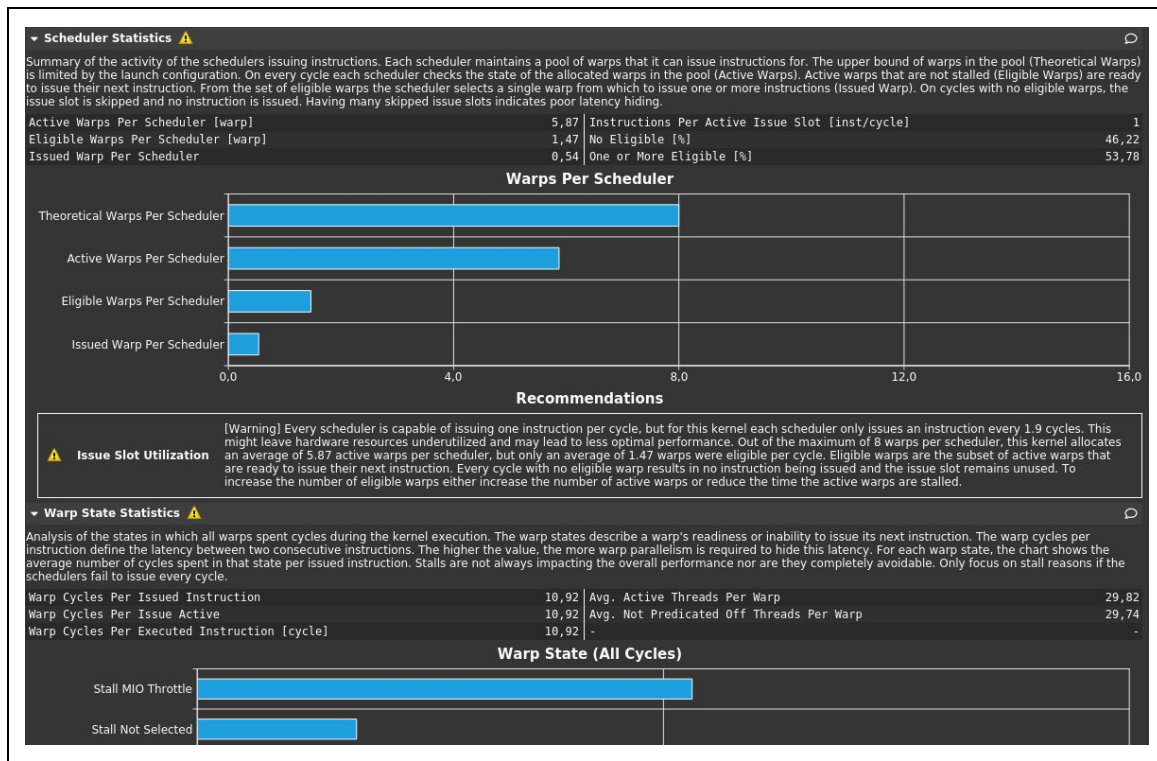 Scheduler Statistics
Summary of the activity of the schedulers issuing instructions. Each scheduler maintains a pool of warps that it can issue instructions for. The upper bound of warps in the pool (Theoretical Warps)
is limited by the launch configuration. On every cycle each scheduler checks the state of the allocated warps in the pool (Active Warps). Active warps that are not stalled (Eligible Warps) are ready
to issue their next instruction. From the set of eligible warps the scheduler selects a single warp from which to issue one or more instructions (Issued Warp). On cycles with no eligible warps, the
issue slot is skipped and no instruction is issued. Having many skipped issue slots indicates poor latency hiding.
Active Warps Per Scheduler [warp] 5,87 Instructions Per Active Issue Slot [inst/cycle] 1
Eligible Warps Per Scheduler [warp] 1,47 No Eligible [%] 46,22
Issued Warp Per Scheduler 0,54 One or More Eligible [%] 53,78
Warps Per Scheduler
Theoretical Warps Per Scheduler
Active Warps Per Scheduler
Eligible Warps Per Scheduler
Issued Warp Per Scheduler
0,0 4,0 8,0 12,0 16,0
Recommendations
Issue Slot Utilization
[Warning] Every scheduler is capable of issuing one instruction per cycle, but for this kernel each scheduler only issues an instruction every 1.9 cycles. This
might leave hardware resources underutilized and may lead to less optimal performance. Out of the maximum of 8 warps per scheduler, this kernel allocates
an average of 5.87 active warps per scheduler, but only an average of 1.47 warps were eligible per cycle. Eligible warps are the subset of active warps that
are ready to issue their next instruction. Every cycle with no eligible warp results in no instruction being issued and the issue slot remains unused. To
increase the number of eligible warps either increase the number of active warps or reduce the time the active warps are stalled.
Warp State Statistics
Analysis of the states in which all warps spent cycles during the kernel execution. The warp states describe a warp's readiness or inability to issue its next instruction. The warp cycles per
instruction define the latency between two consecutive instructions. The higher the value, the more warp parallelism is required to hide this latency. For each warp state, the chart shows the
average number of cycles spent in that state per issued instruction. Stalls are not always impacting the overall performance nor are they completely avoidable. Only focus on stall reasons if the
schedulers fail to issue every cycle.
Warp Cycles Per Issued Instruction 10,92 Avg. Active Threads Per Warp 29,82
Warp Cycles Per Issue Active 10,92 Avg. Not Predicated Off Threads Per Warp 29,74
Warp Cycles Per Executed Instruction [cycle] 10,92 - -
Warp State (All Cycles)
Stall MIO Throttle
Stall Not Selected